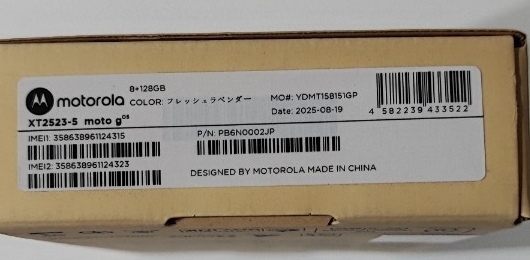 motorola
8+128GB
COLOR: フレッシュラベンダー
MO#: YDMT15B151GP
Date: 2025-08-19
4 582239 433522
XT2523-5 moto g05
IMEI1: 358638961124315
P/N: PB6N0002JP
IMEI2: 358638961124323
DESIGNED BY MOTOROLA MADE IN CHINA